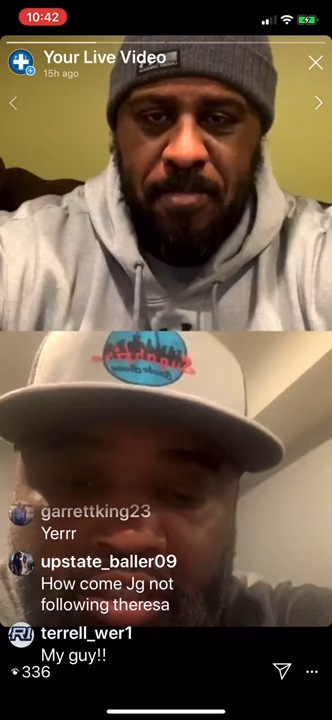 10:42
Your Live Video
15h ago
garrettking23
Yerrr
upstate_baller09
How come Jg not
following theresa
terrell_wer1
My guy!!
336